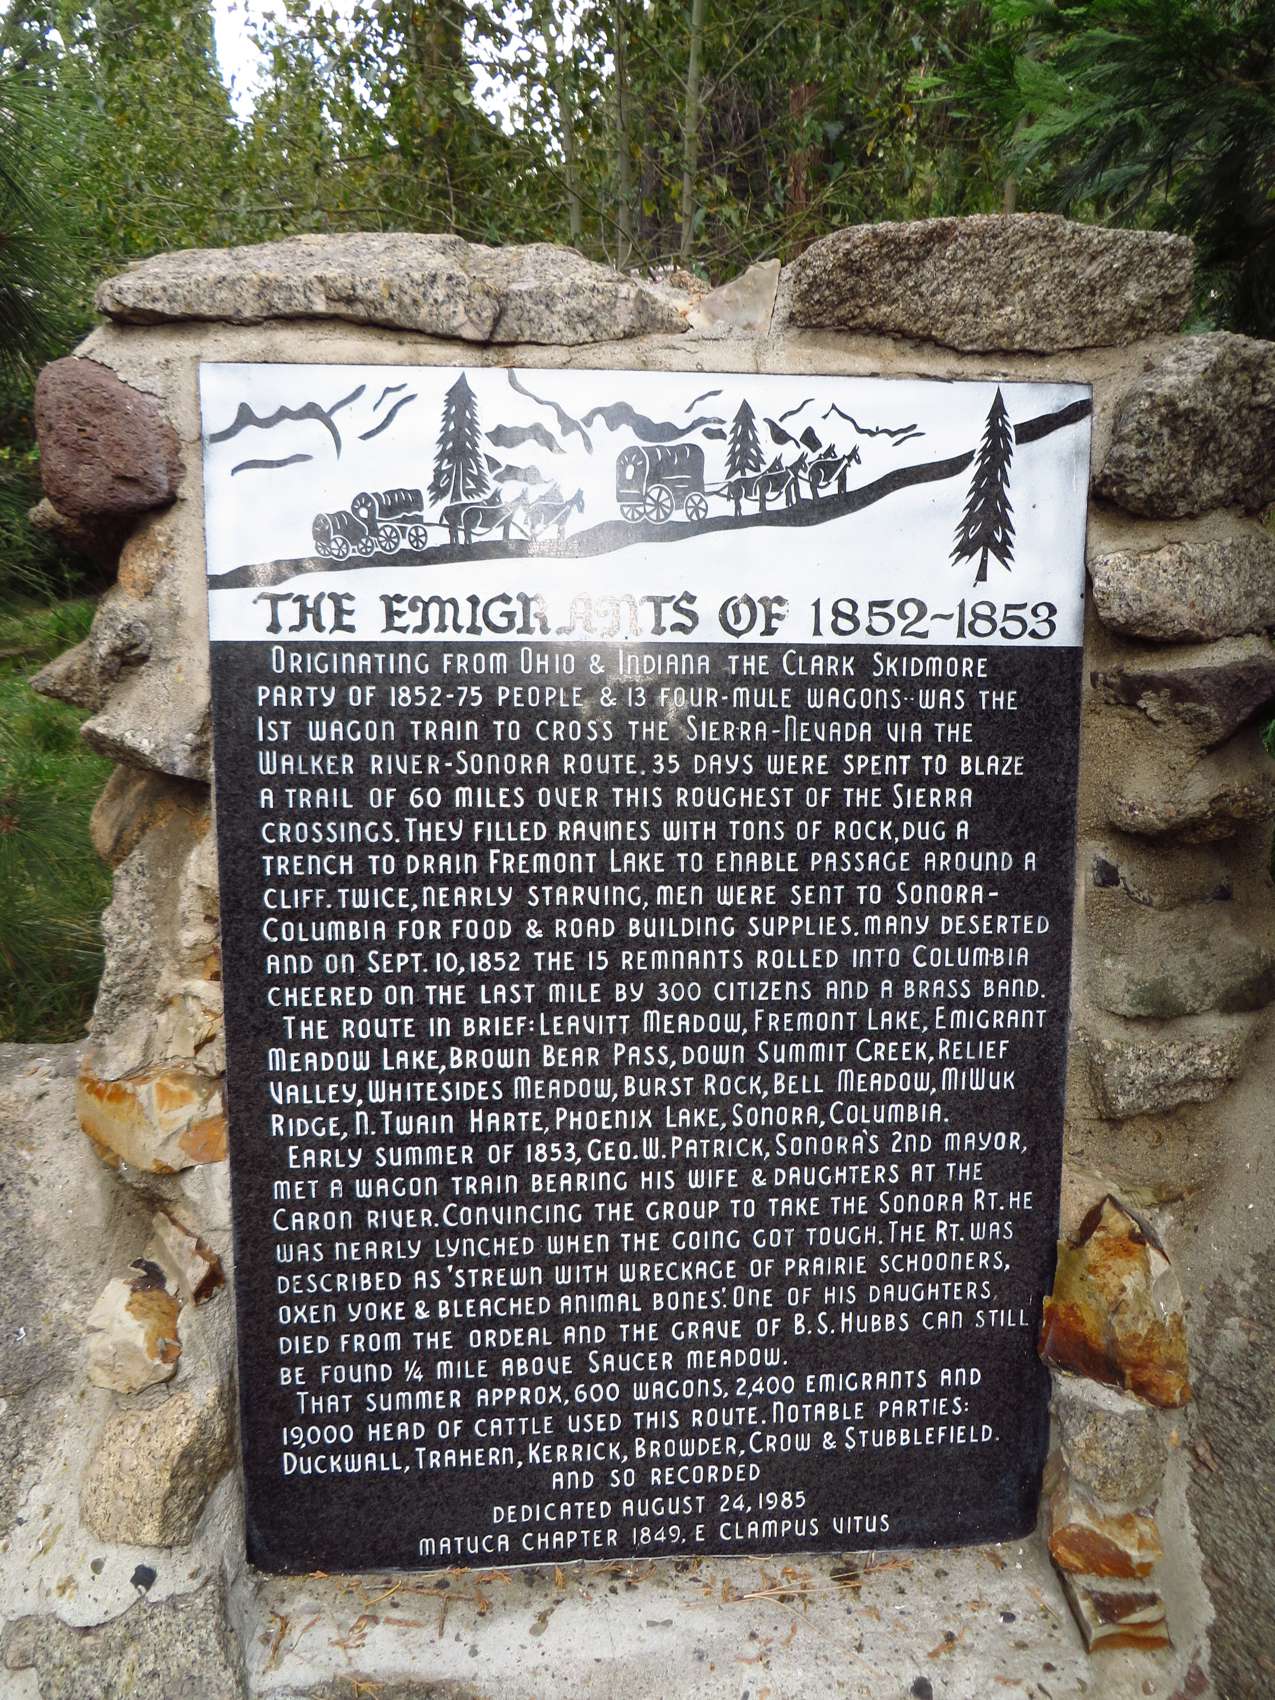 THE EMIGRANTS OF 1852~1853
ORIGINATING FROM OHIO & INDIANA THE CLARK SKIDMORE
PARTY OF 1852-75 PEOPLE & 13 FOUR-MULE WAGONS--WAS THE
1ST WAGON TRAIN TO CROSS THE SIERRA-NEVADA VIA THE
WALKER RIVER-SONORA ROUTE. 35 DAYS WERE SPENT TO BLAZE
A TRAIL OF 60 MILES OVER THIS ROUGHEST OF THE SIERRA
CROSSINGS. THEY FILLED RAVINES WITH TONS OF ROCK, DUG A
TRENCH TO DRAIN FREMONT LAKE TO ENABLE PASSAGE AROUND A
CLIFF. TWICE, NEARLY STARVING, MEN WERE SENT TO SONORA-
COLUMBIA FOR FOOD & ROAD BUILDING SUPPLIES. MANY DESERTED
AND ON SEPT. 10, 1852 THE 15 REMNANTS ROLLED INTO COLUMBIA
CHEERED ON THE LAST MILE BY 300 CITIZENS AND A BRASS BAND.
THE ROUTE IN BRIEF: LEAVITT MEADOW, FREMONT LAKE, EMIGRANT
MEADOW LAKE, BROWN BEAR PASS, DOWN SUMMIT CREEK, RELIEF
VALLEY, WHITESIDES MEADOW, BURST ROCK, BELL MEADOW, MIWUK
RIDGE, N. TWAIN HARTE, PHOENIX LAKE, SONORA, COLUMBIA.
EARLY SUMMER OF 1853, GEO. W. PATRICK, SONORA'S 2ND MAYOR,
MET A WAGON TRAIN BEARING HIS WIFE & DAUGHTERS AT THE
CARON RIVER. CONVINCING THE GROUP TO TAKE THE SONORA RT. HE
WAS NEARLY LYNCHED WHEN THE GOING GOT TOUGH. THE RT. WAS
DESCRIBED AS 'STREWN WITH WRECKAGE OF PRAIRIE SCHOONERS,
OXEN YOKE & BLEACHED ANIMAL BONES'. ONE OF HIS DAUGHTERS
DIED FROM THE ORDEAL AND THE GRAVE OF B.S. HUBBS CAN STILL
BE FOUND ¼ MILE ABOVE SAUCER MEADOW.
THAT SUMMER APPROX, 600 WAGONS, 2,400 EMIGRANTS AND
19,000 HEAD OF CATTLE USED THIS ROUTE. NOTABLE PARTIES:
DUCKWALL, TRAHERN, KERRICK, BROWDER, CROW & STUBBLEFIELD.
AND SO RECORDED
DEDICATED AUGUST 24, 1985
MATUCA CHAPTER 1849, E CLAMPUS VITUS